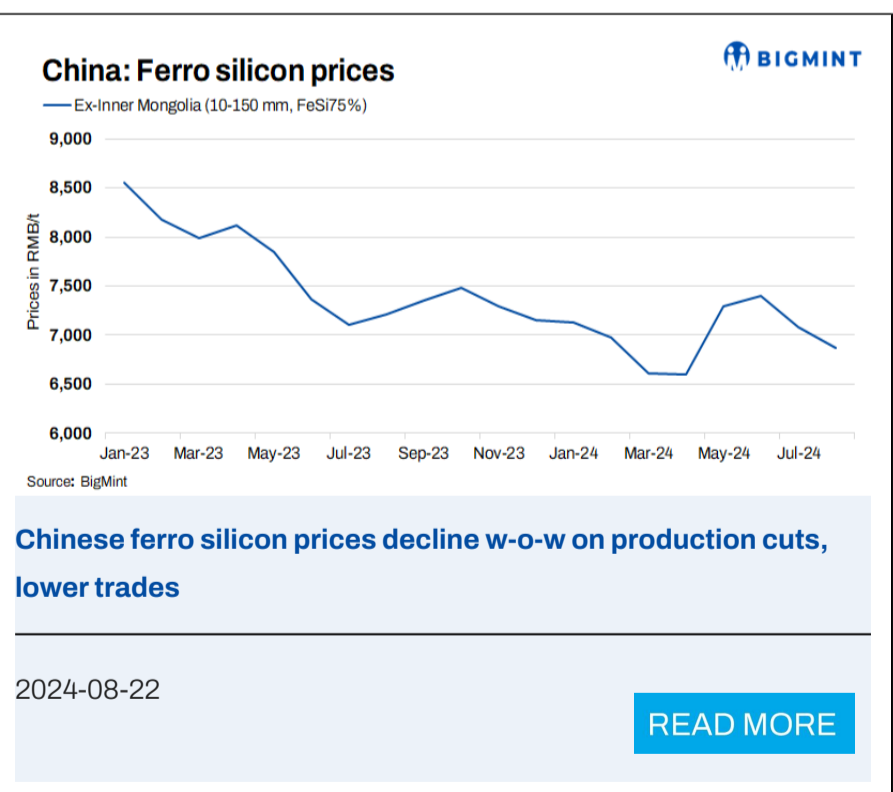 China: Ferro silicon prices
BIGMINT
Ex-Inner Mongolia (10-150 mm, FeSi75%)
Prices in RMB/t
9,000
8,500
8,000
7,500
7,000
6,500
6,000
Jan-23 Mar-23 May-23 Jul-23 Sep-23 Nov-23 Jan-24 Mar-24 May-24 Jul-24
Source: BigMint
Chinese ferro silicon prices decline w-o-w on production cuts,
lower trades
2024-08-22
READ MORE